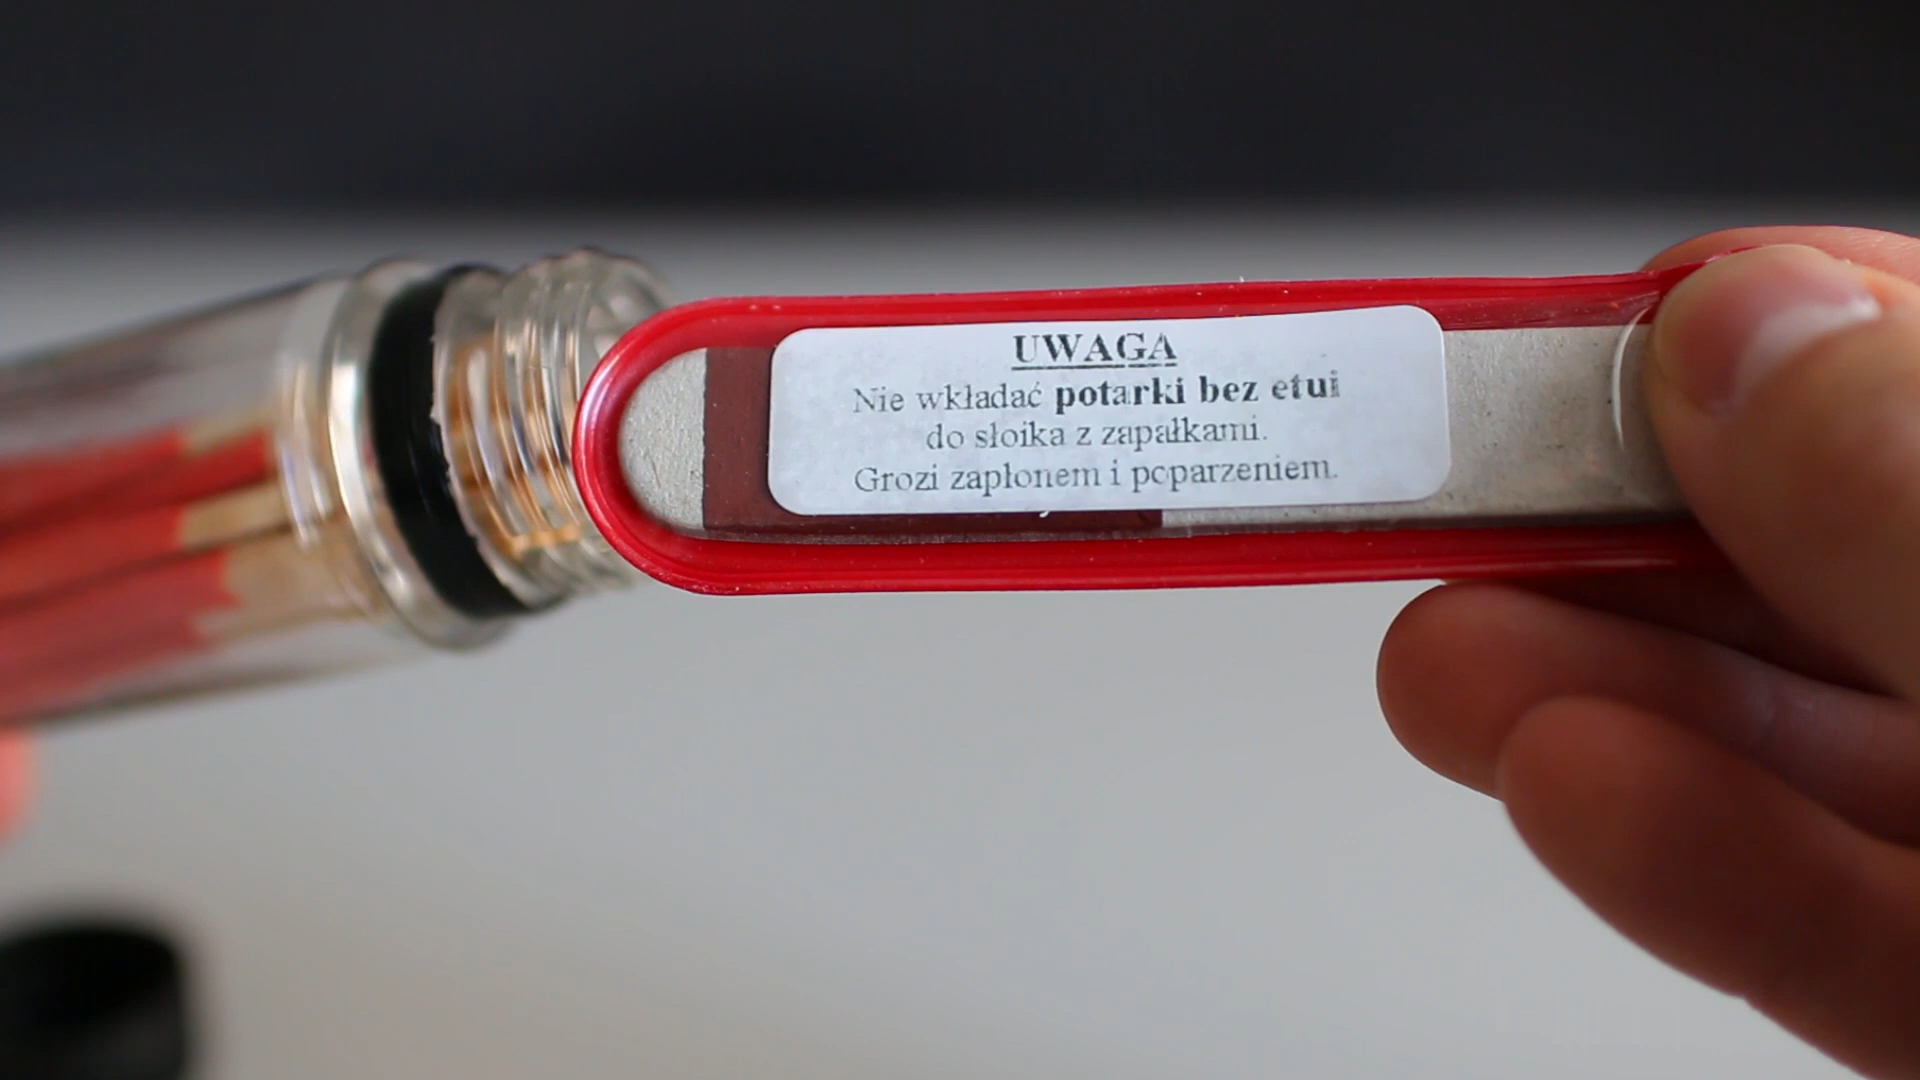 UWAGA
Nie wkładać potarki bez etui
do słoika z zapałkami.
Grozi zapłonem i poparzeniem.